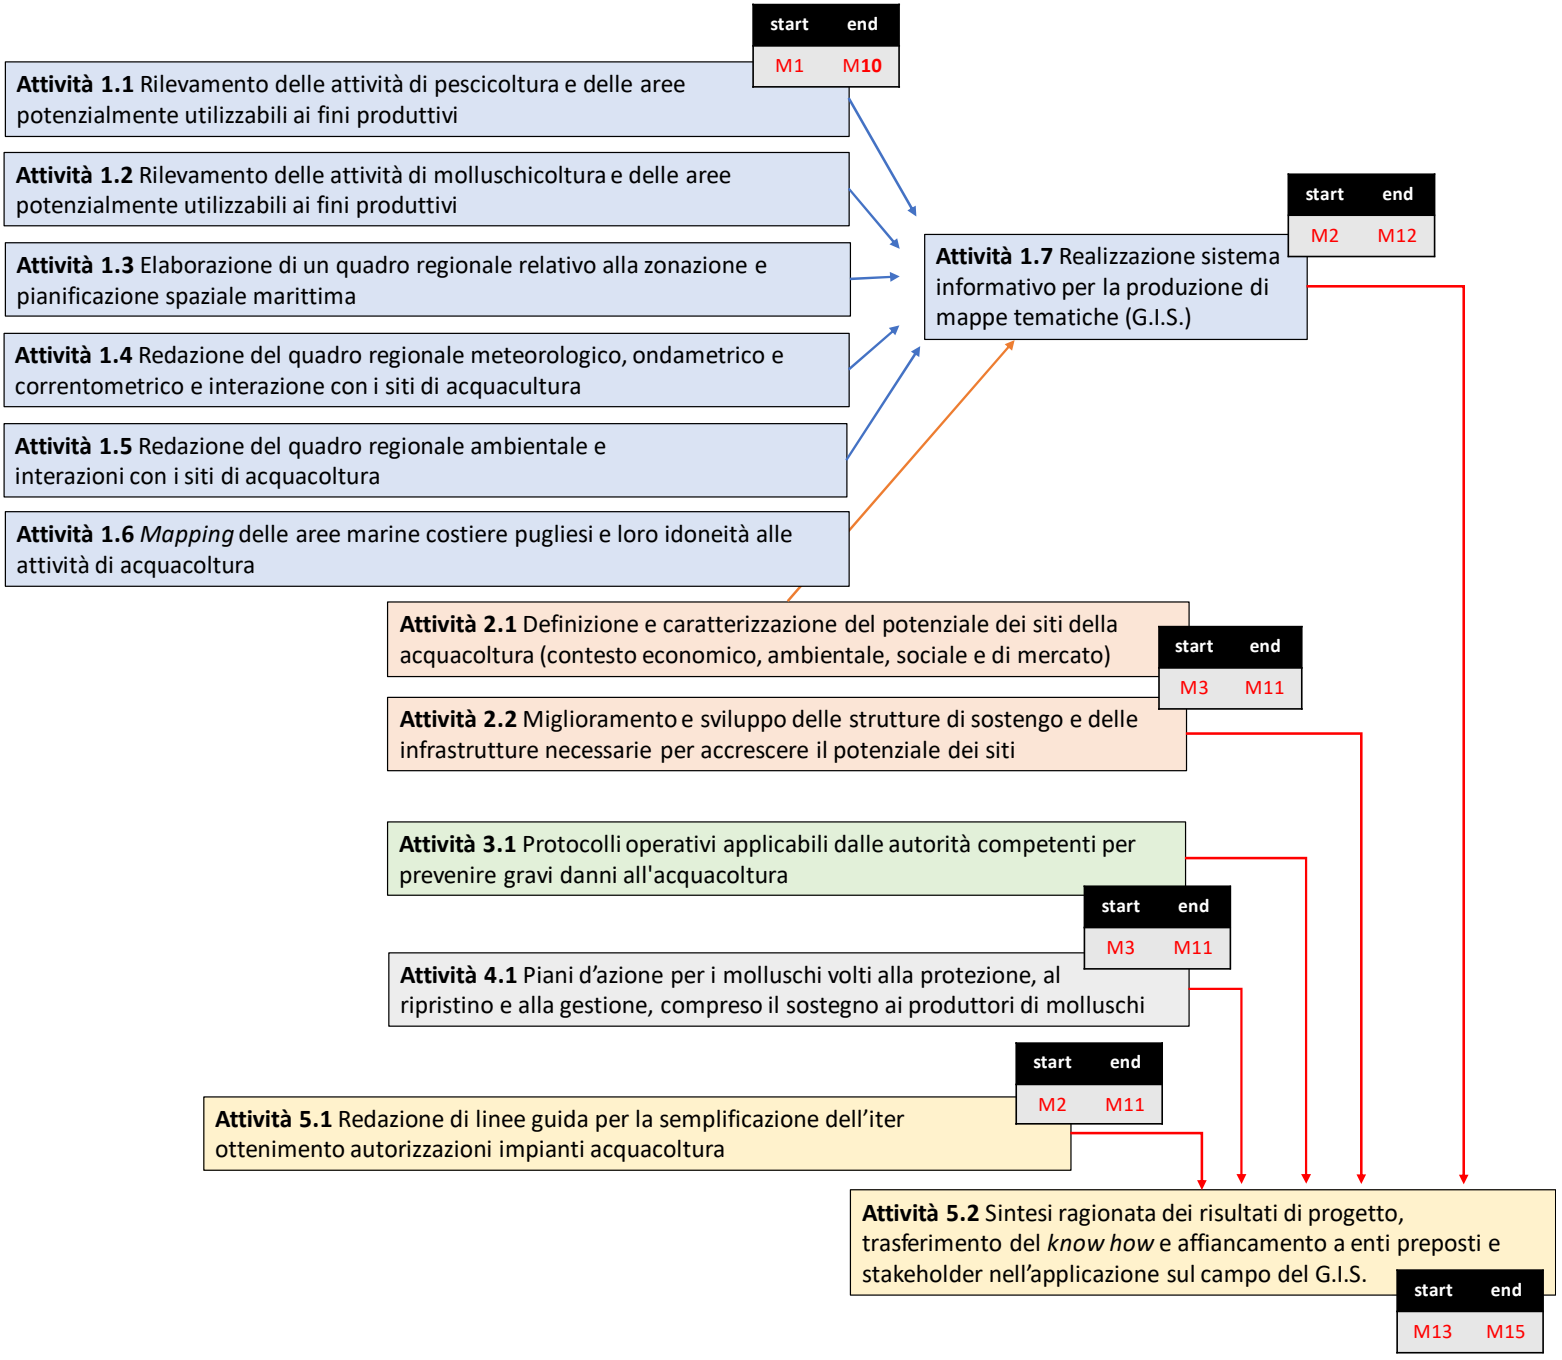 start end
M1 M10
Attività 1.1 Rilevamento delle attività di pescicoltura e delle aree
potenzialmente utilizzabili ai fini produttivi
Attività 1.2 Rilevamento delle attività di molluschicoltura e delle aree
potenzialmente utilizzabili ai fini produttivi
Attività 1.3 Elaborazione di un quadro regionale relativo alla zonazione e
pianificazione spaziale marittima
Attività 1.4 Redazione del quadro regionale meteorologico, ondametrico e
correntometrico e interazione con i siti di acquacultura
Attività 1.5 Redazione del quadro regionale ambientale e
interazioni con i siti di acquacoltura
Attività 1.6 Mapping delle aree marine costiere pugliesi e loro idoneità alle
attività di acquacoltura
start end
M2 M12
Attività 1.7 Realizzazione sistema
informativo per la produzione di
mappe tematiche (G.I.S.)
Attività 2.1 Definizione e caratterizzazione del potenziale dei siti della
acquacoltura (contesto economico, ambientale, sociale e di mercato)
start end
M3 M11
Attività 2.2 Miglioramento e sviluppo delle strutture di sostengo e delle
infrastrutture necessarie per accrescere il potenziale dei siti
Attività 3.1 Protocolli operativi applicabili dalle autorità competenti per
prevenire gravi danni all'acquacoltura
start end
M3 M11
Attività 4.1 Piani d’azione per i molluschi volti alla protezione, al
ripristino e alla gestione, compreso il sostegno ai produttori di molluschi
start end
M2 M11
Attività 5.1 Redazione di linee guida per la semplificazione dell’iter
ottenimento autorizzazioni impianti acquacoltura
Attività 5.2 Sintesi ragionata dei risultati di progetto,
trasferimento del know how e affiancamento a enti preposti e
stakeholder nell’applicazione sul campo del G.I.S.
start end
M13 M15